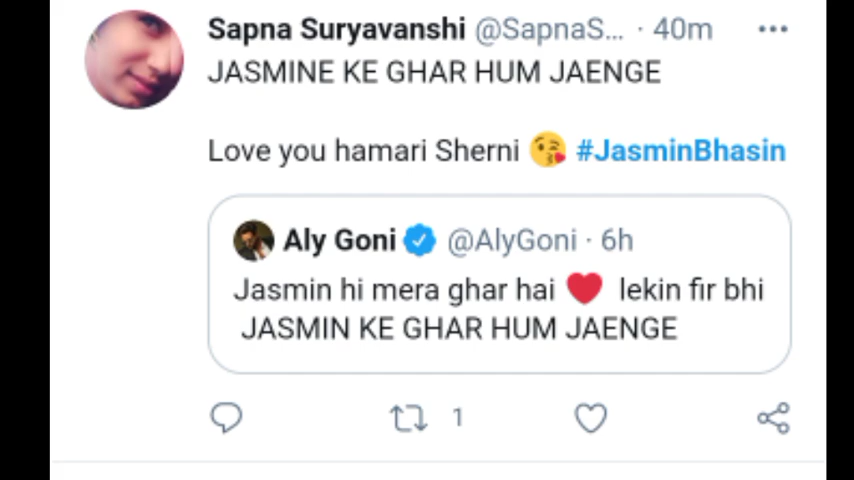 Sapna Suryavanshi @SapnaS... · 40m
JASMINE KE GHAR HUM JAENGE
Love you hamari Sherni 😘 #JasminBhasin
Aly Goni @AlyGoni · 6h
Jasmin hi mera ghar hai ❤️ lekin fir bhi
JASMIN KE GHAR HUM JAENGE
1